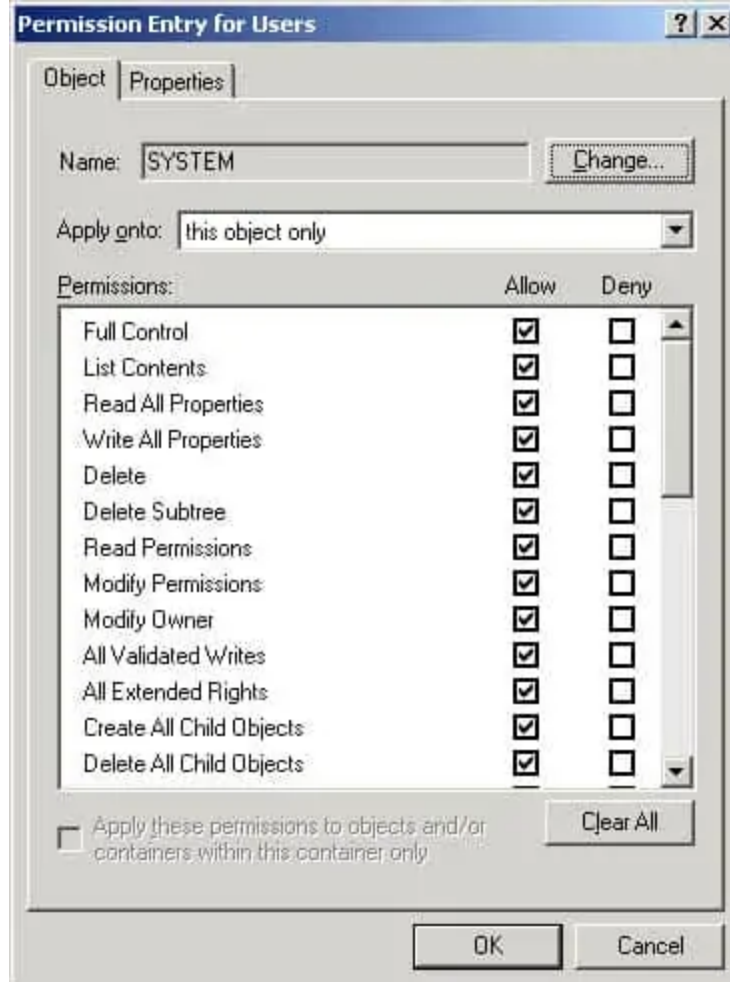 Permission Entry for Users
Object Properties
Name: SYSTEM Change...
Apply onto: this object only
Permissions: Allow Deny
Full Control
List Contents
Read All Properties
Write All Properties
Delete
Delete Subtree
Read Permissions
Modify Permissions
Modify Owner
All Validated Writes
All Extended Rights
Create All Child Objects
Delete All Child Objects
Apply these permissions to objects and/or
containers within this container only
Clear All
OK Cancel